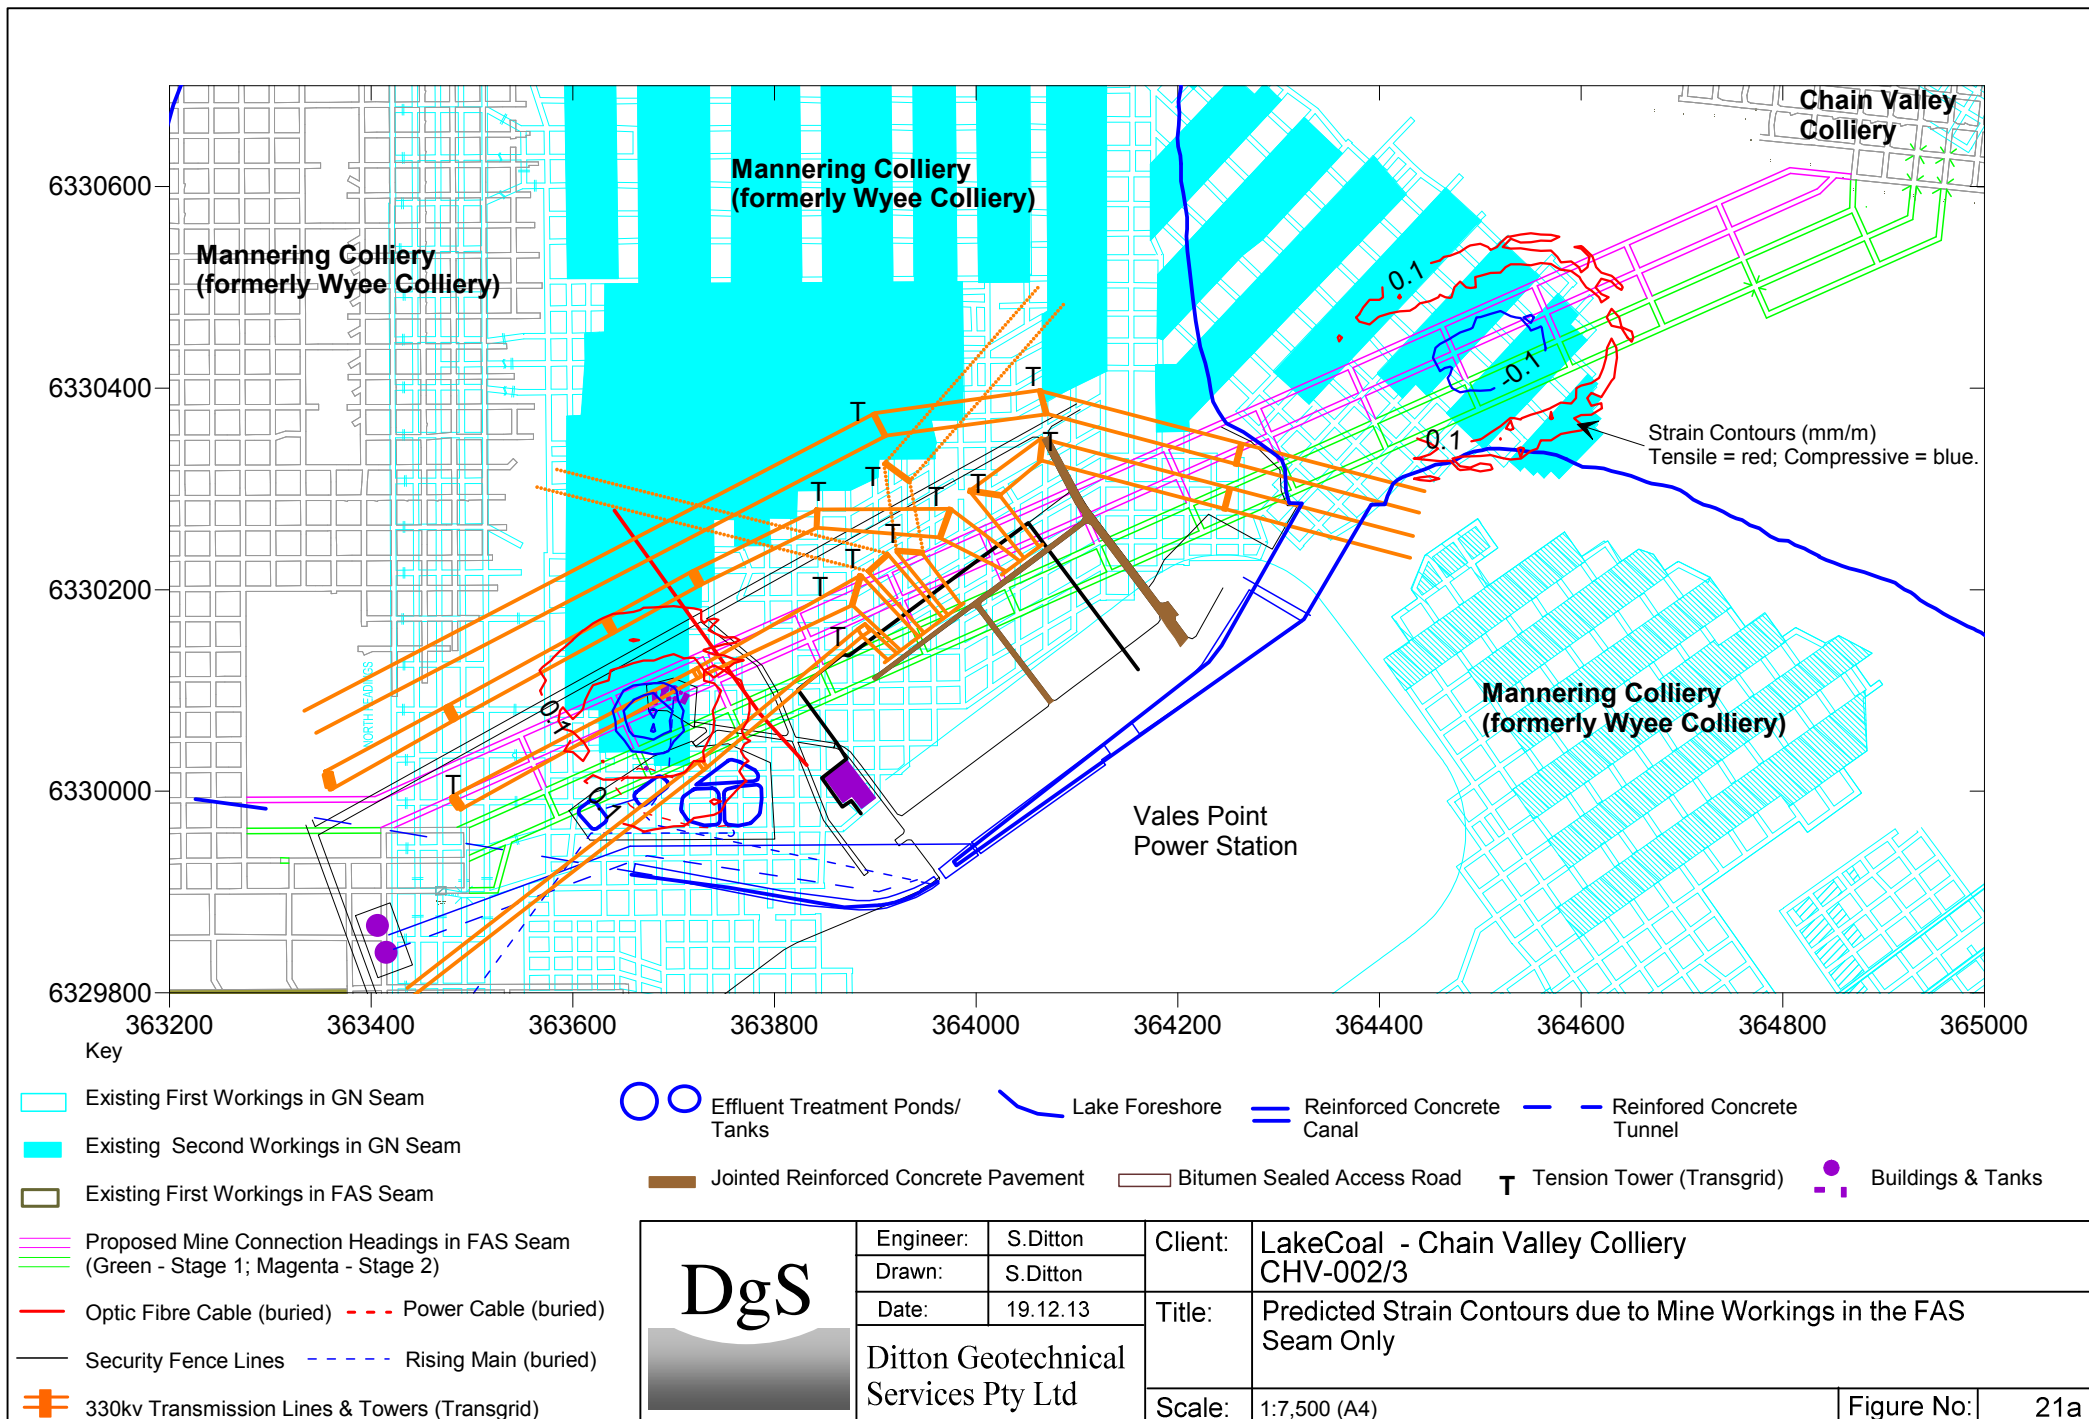 Chain Valley
Colliery
Mannering Colliery
(formerly Wyee Colliery)
Mannering Colliery
(formerly Wyee Colliery)
6330600
6330400
6330200
6330000
6329800
0.1
-0.1
0.1
Strain Contours (mm/m)
Tensile = red; Compressive = blue.
T
T
T
T
T
T
T
T
T
T
T
T
NORTH HEADINGS
0.1
0.1
Mannering Colliery
(formerly Wyee Colliery)
Vales Point
Power Station
363200
363400
363600
363800
364000
364200
364400
364600
364800
365000
Key
Existing First Workings in GN Seam
Existing Second Workings in GN Seam
Existing First Workings in FAS Seam
Proposed Mine Connection Headings in FAS Seam
(Green - Stage 1; Magenta - Stage 2)
Optic Fibre Cable (buried)
Power Cable (buried)
Security Fence Lines
Rising Main (buried)
330kv Transmission Lines & Towers (Transgrid)
Effluent Treatment Ponds/
Tanks
Lake Foreshore
Reinforced Concrete
Canal
Reinfored Concrete
Tunnel
Jointed Reinforced Concrete Pavement
Bitumen Sealed Access Road
T
Tension Tower (Transgrid)
Buildings & Tanks
DgS
Engineer: S.Ditton
Drawn: S.Ditton
Date: 19.12.13
Ditton Geotechnical
Services Pty Ltd
Client: LakeCoal - Chain Valley Colliery
CHV-002/3
Title: Predicted Strain Contours due to Mine Workings in the FAS
Seam Only
Scale: 1:7,500 (A4)
Figure No: 21a